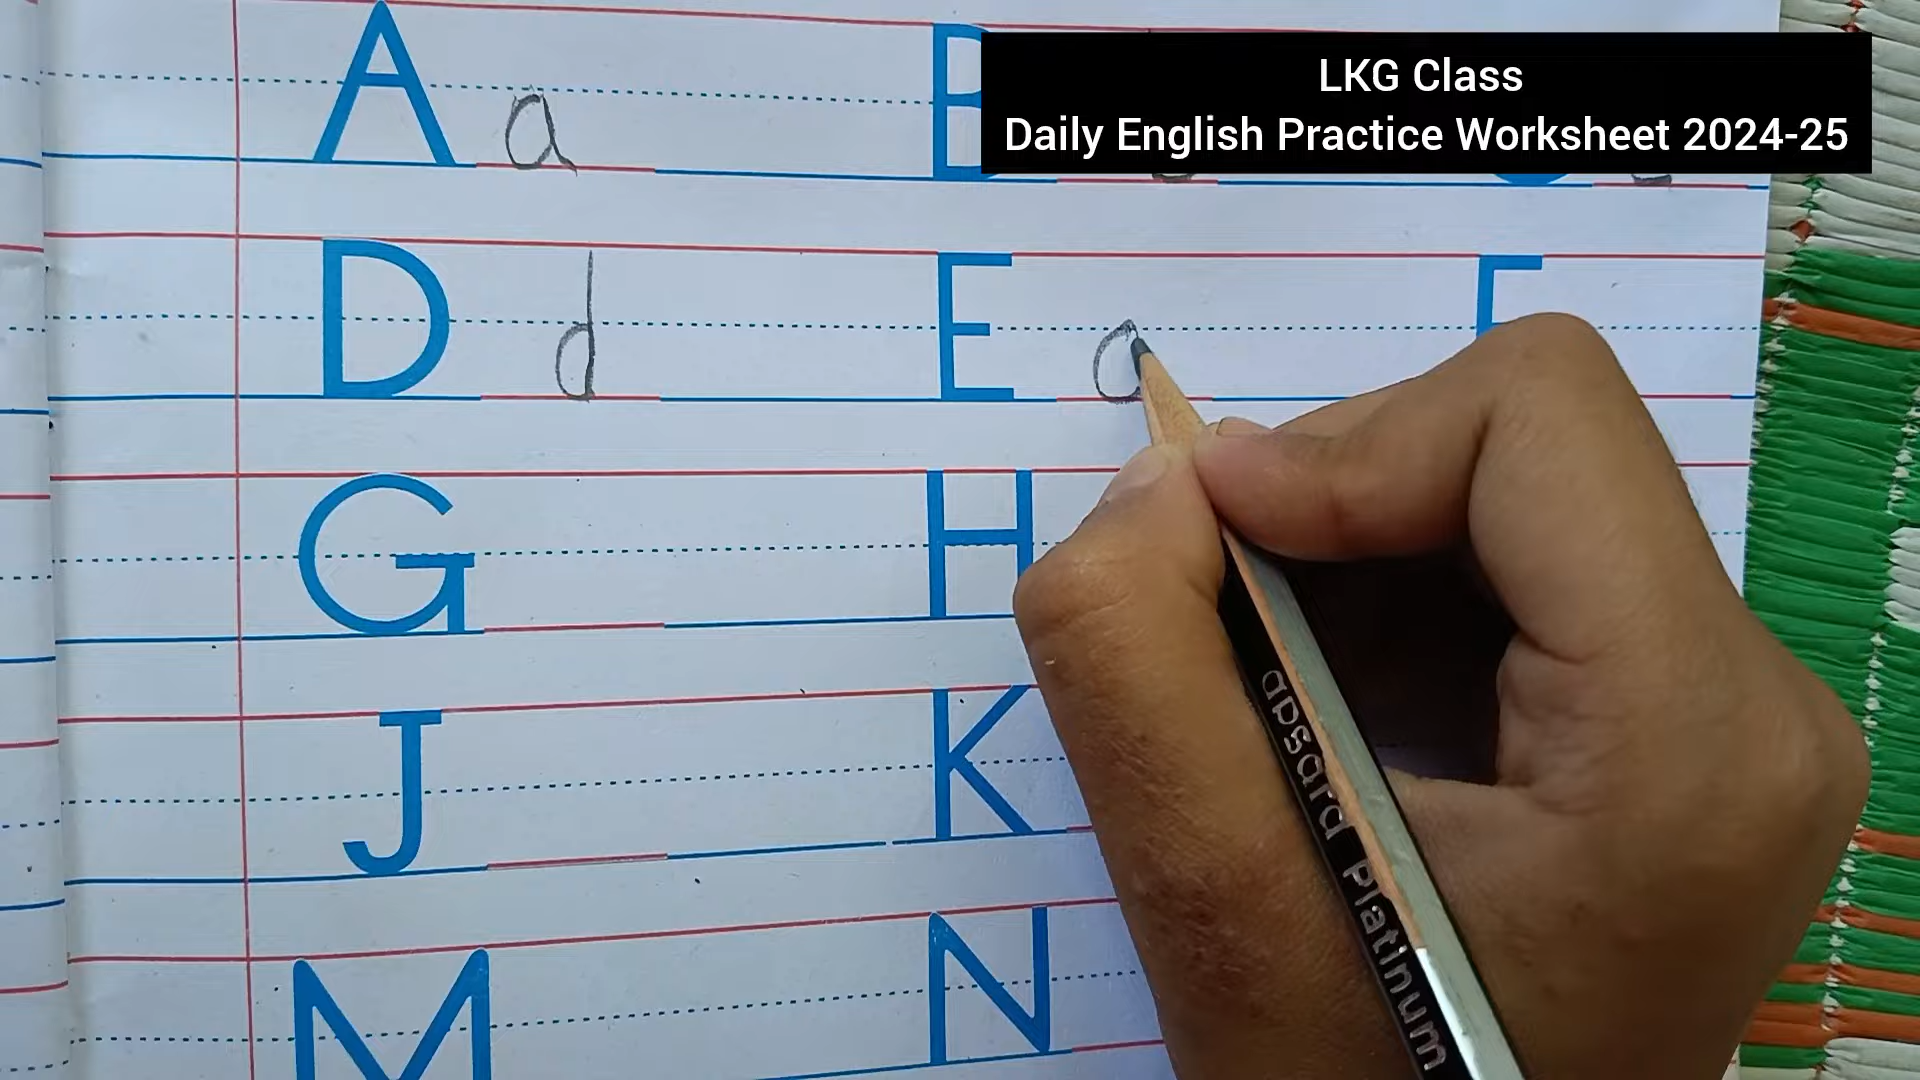 LKG Class
Daily English Practice Worksheet 2024-25
A a B
D d E
G H
J K
M N
apsara Platinum